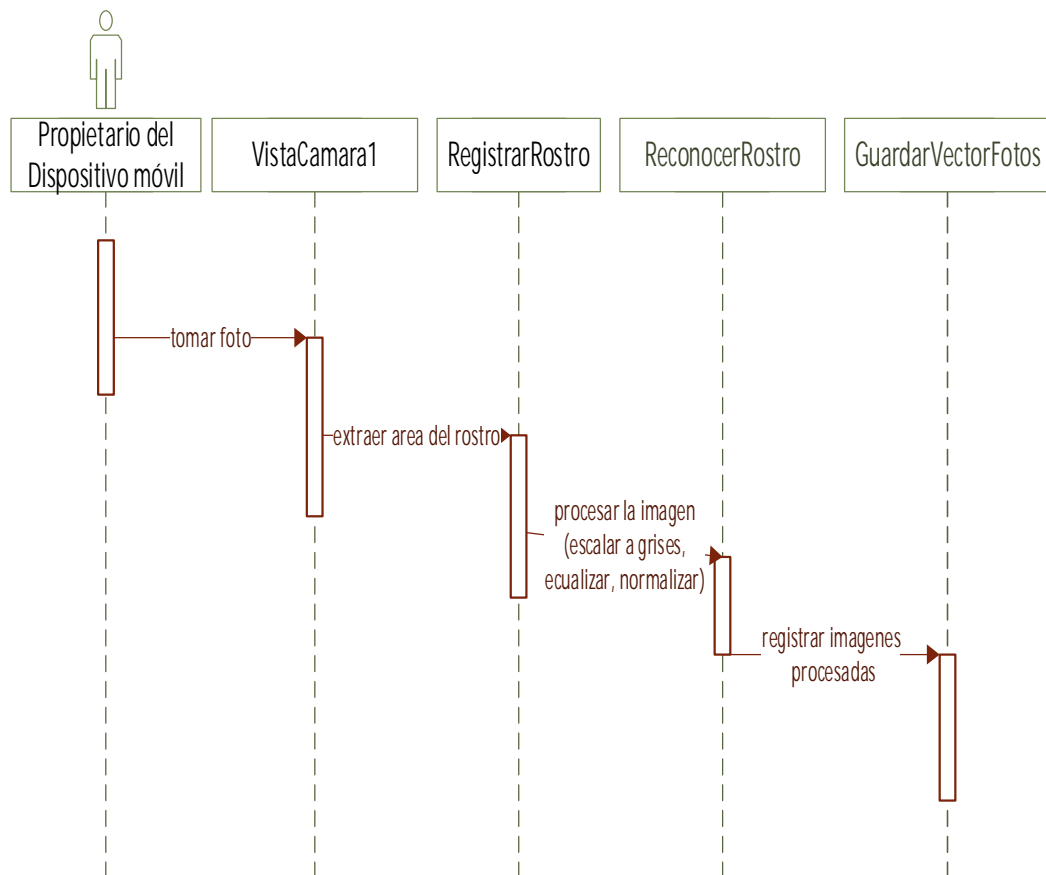 Propietario del
Dispositivo móvil
VistaCamara1
RegistrarRostro
ReconocerRostro
GuardarVectorFotos
tomar foto
extraer area del rostro
procesar la imagen
(escalar a grises,
ecualizar, normalizar)
registrar imagenes
procesadas